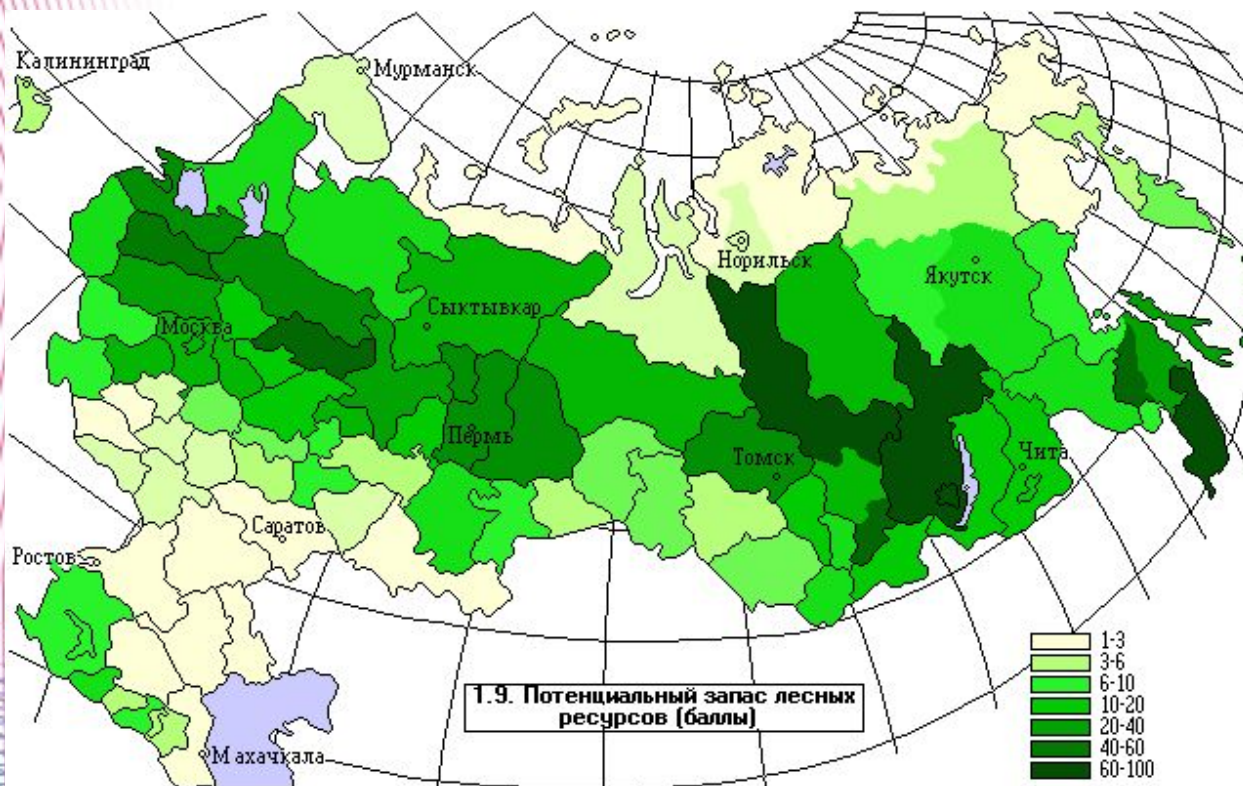 Калининград
Мурманск
Норильск
Якутск
Сыктывкар
Москва
Пермь
Томск
Чита
Саратов
Ростов
Махачкала
1.9. Потенциальный запас лесных
ресурсов (баллы)
1-3
3-6
6-10
10-20
20-40
40-60
60-100